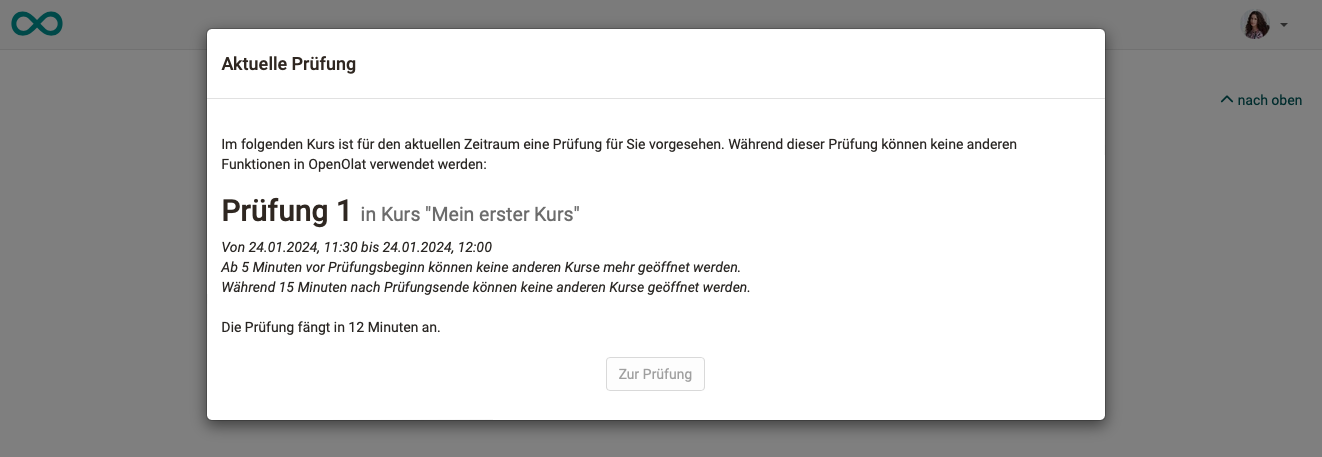 Aktuelle Prüfung
nach oben
Im folgenden Kurs ist für den aktuellen Zeitraum eine Prüfung für Sie vorgesehen. Während dieser Prüfung können keine anderen
Funktionen in OpenOlat verwendet werden:
Prüfung 1 in Kurs "Mein erster Kurs"
Von 24.01.2024, 11:30 bis 24.01.2024, 12:00
Ab 5 Minuten vor Prüfungsbeginn können keine anderen Kurse mehr geöffnet werden.
Während 15 Minuten nach Prüfungsende können keine anderen Kurse geöffnet werden.
Die Prüfung fängt in 12 Minuten an.
Zur Prüfung